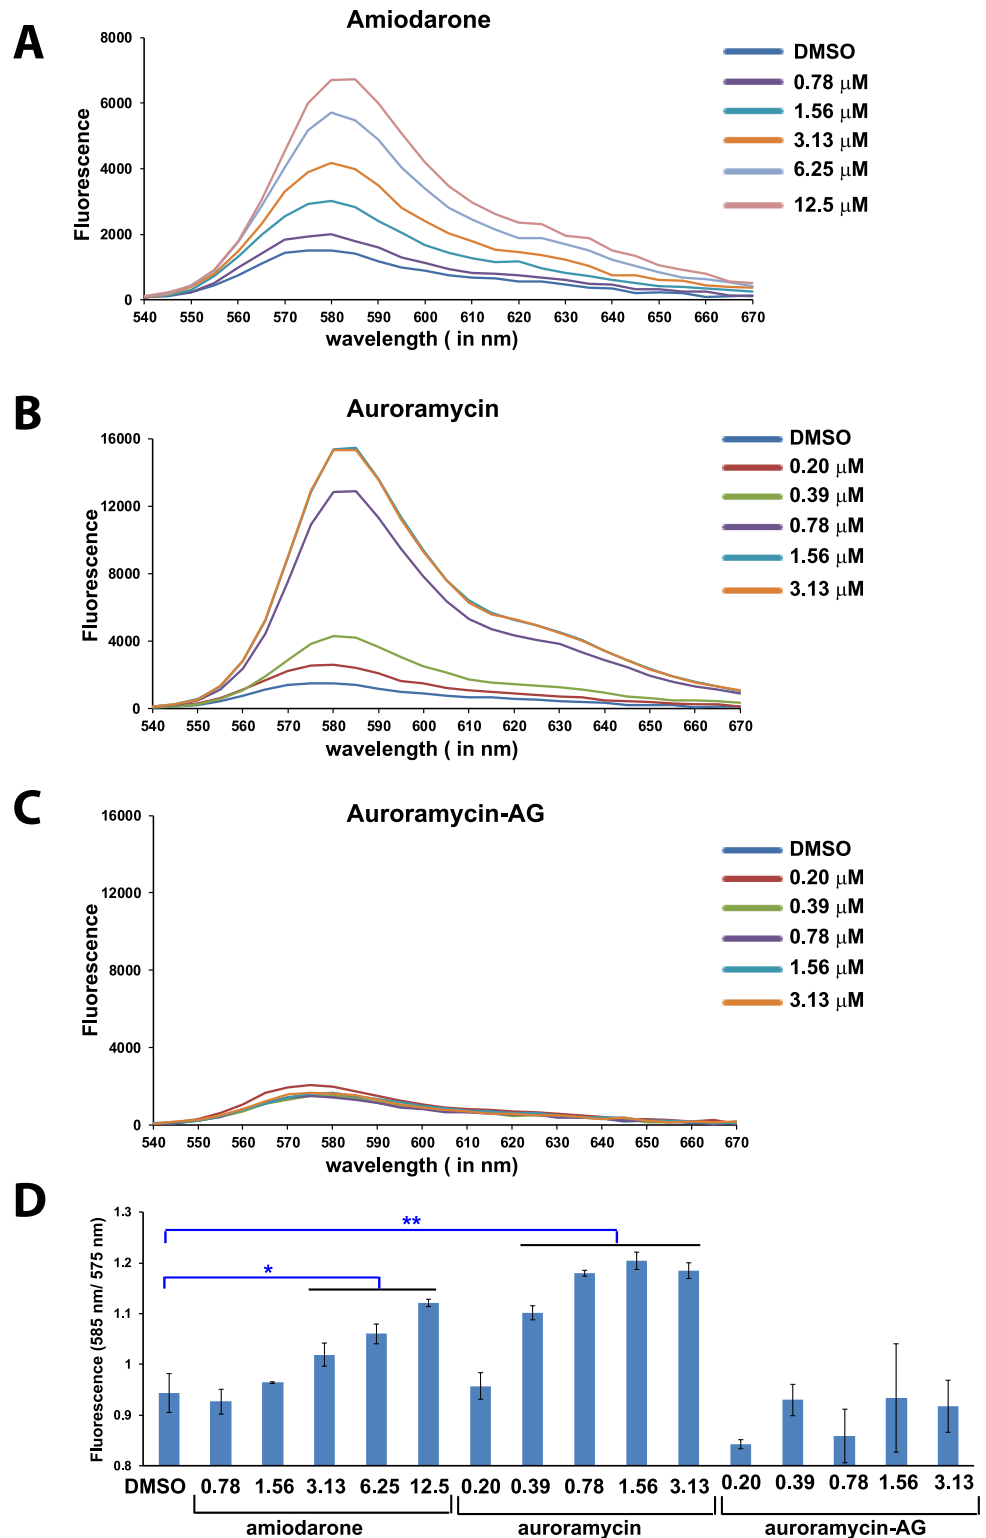 A
Amiodarone
8000
6000
4000
2000
0
Fluorescence
540 550 560 570 580 590 600 610 620 630 640 650 660 670
wavelength ( in nm)
DMSO
0.78 µM
1.56 µM
3.13 µM
6.25 µM
12.5 µM
B
Auroramycin
16000
12000
8000
4000
0
Fluorescence
540 550 560 570 580 590 600 610 620 630 640 650 660 670
wavelength ( in nm)
DMSO
0.20 µM
0.39 µM
0.78 µM
1.56 µM
3.13 µM
C
Auroramycin-AG
16000
12000
8000
4000
0
Fluorescence
540 550 560 570 580 590 600 610 620 630 640 650 660 670
wavelength ( in nm)
DMSO
0.20 µM
0.39 µM
0.78 µM
1.56 µM
3.13 µM
D
Fluorescence (585 nm/ 575 nm)
1.3
1.2
1.1
1
0.9
0.8
**
*
DMSO 0.78 1.56 3.13 6.25 12.5 0.20 0.39 0.78 1.56 3.13 0.20 0.39 0.78 1.56 3.13
amiodarone auroramycin auroramycin-AG